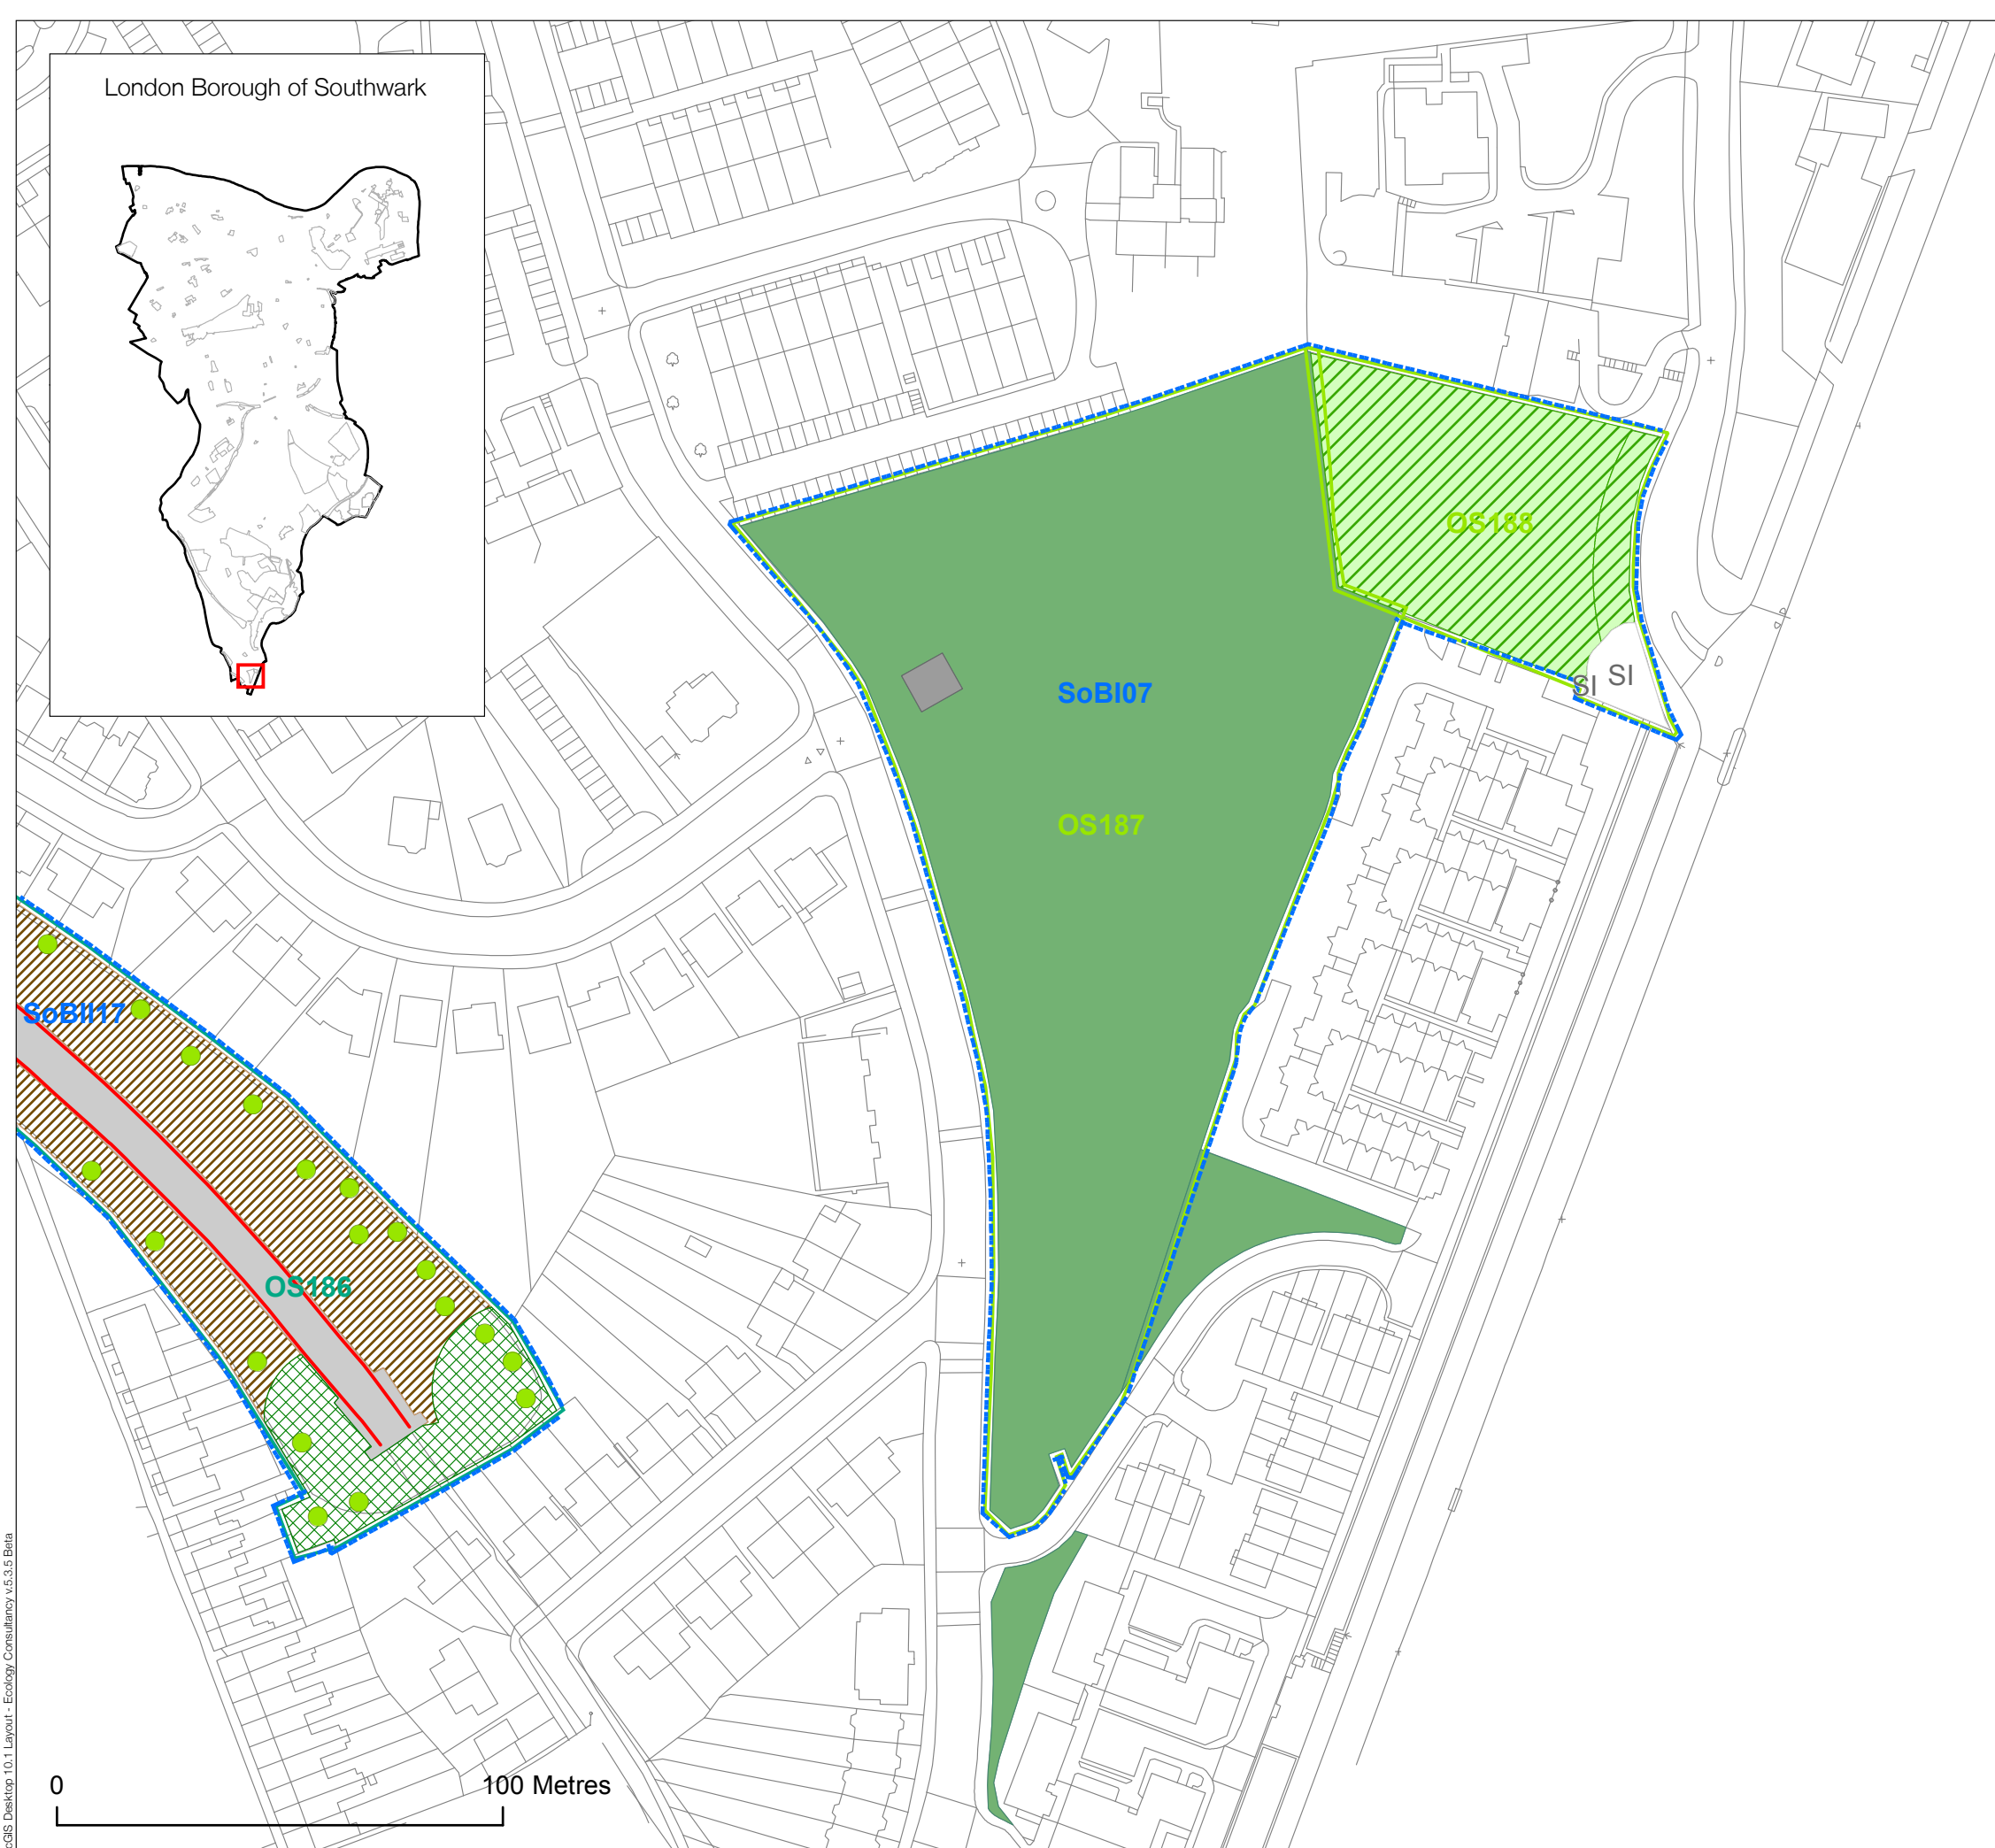 London Borough of Southwark
OS188
SI
SI
SoBI07
OS187
SoBII17
OS186
0
100 Metres
cGIS Desktop 10.1 Layout - Ecology Consultancy v.5.3.5 Beta